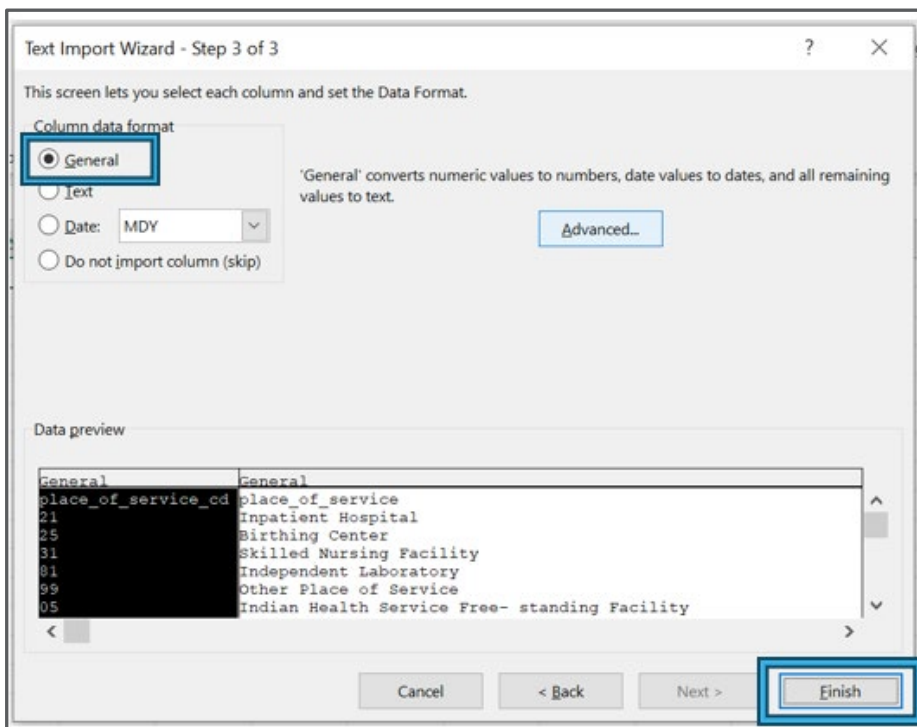 Text Import Wizard - Step 3 of 3
This screen lets you select each column and set the Data Format.
Column data format
General
Text
Date: MDY
Do not import column (skip)
'General' converts numeric values to numbers, date values to dates, and all remaining
values to text.
Advanced...
Data preview
General General
place_of_service_cd place_of_service
21 Inpatient Hospital
25 Birthing Center
31 Skilled Nursing Facility
81 Independent Laboratory
99 Other Place of Service
05 Indian Health Service Free- standing Facility
Cancel < Back Next > Finish